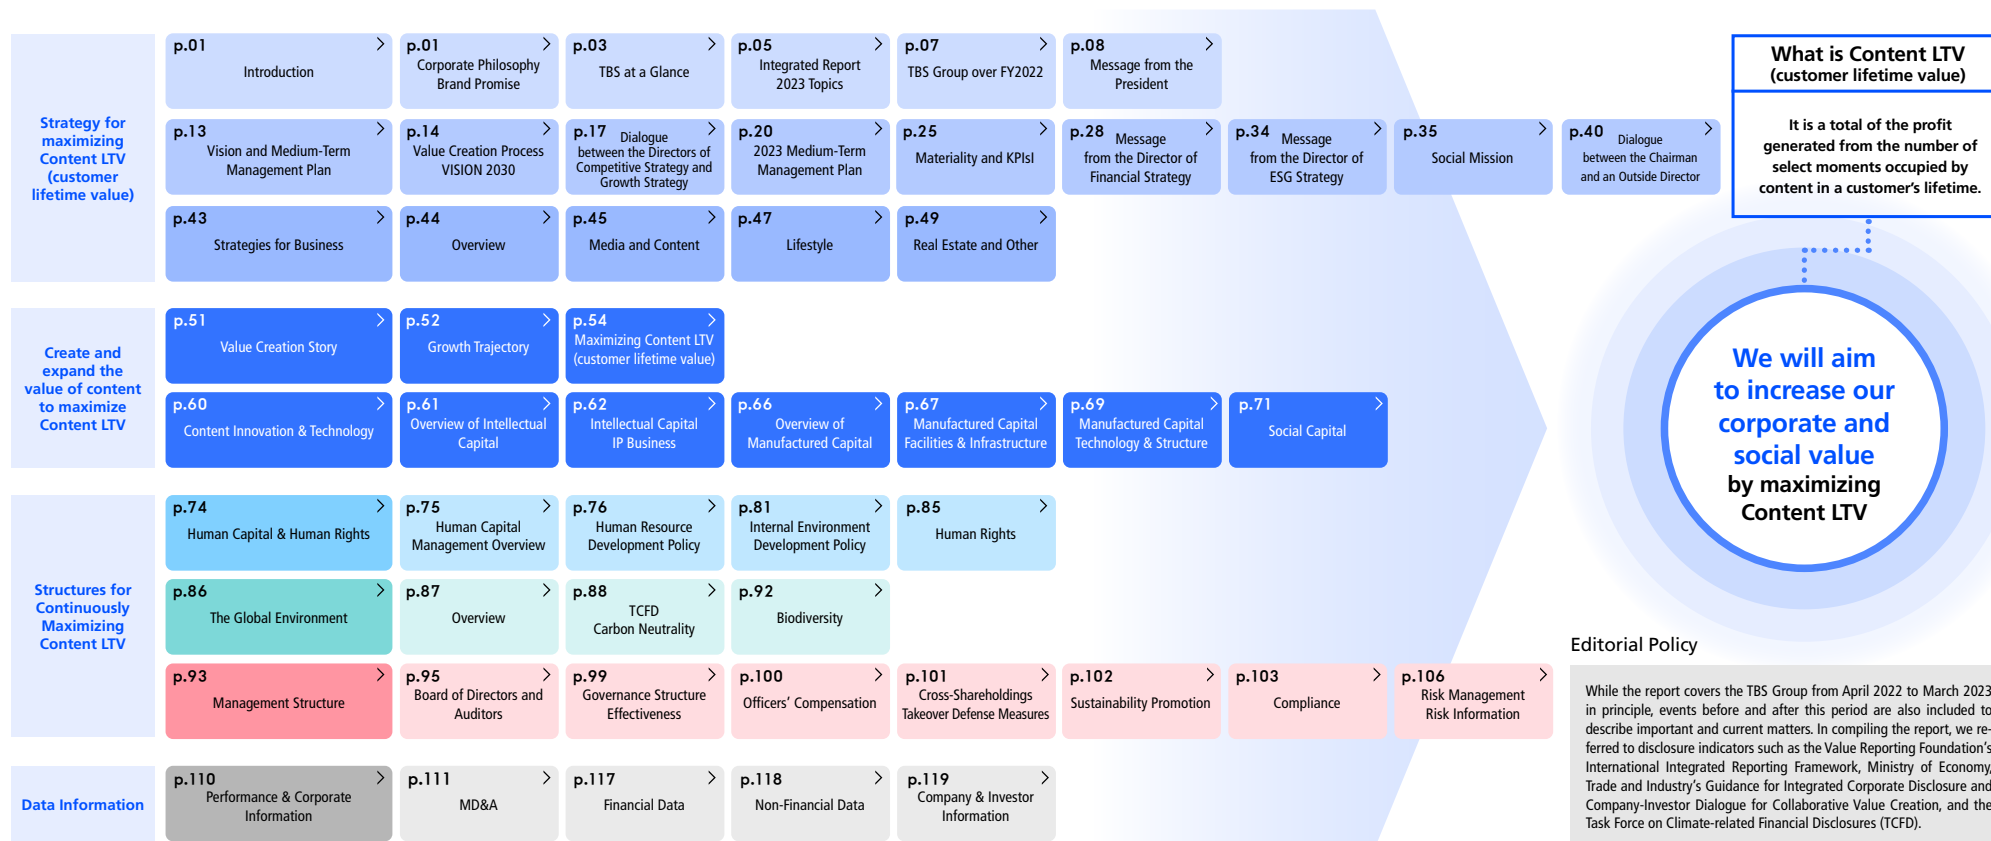 Strategy for
maximizing
Content LTV
(customer
lifetime value)
p.01
Introduction
p.01
Corporate Philosophy
Brand Promise
p.03
TBS at a Glance
p.05
Integrated Report
2023 Topics
p.07
TBS Group over FY2022
p.08
Message from the
President
p.13
Vision and Medium-Term
Management Plan
p.14
Value Creation Process
VISION 2030
p.17
Dialogue
between the Directors of
Competitive Strategy and
Growth Strategy
p.20
2023 Medium-Term
Management Plan
p.25
Materiality and KPIsI
p.28
Message
from the Director of
Financial Strategy
p.34
Message
from the Director of
ESG Strategy
p.35
Social Mission
p.40
Dialogue
between the Chairman
and an Outside Director
p.43
Strategies for Business
p.44
Overview
p.45
Media and Content
p.47
Lifestyle
p.49
Real Estate and Other
Create and
expand the
value of content
to maximize
Content LTV
p.51
Value Creation Story
p.52
Growth Trajectory
p.54
Maximizing Content LTV
(customer lifetime value)
p.60
Content Innovation & Technology
p.61
Overview of Intellectual
Capital
p.62
Intellectual Capital
IP Business
p.66
Overview of
Manufactured Capital
p.67
Manufactured Capital
Facilities & Infrastructure
p.69
Manufactured Capital
Technology & Structure
p.71
Social Capital
Structures for
Continuously
Maximizing
Content LTV
p.74
Human Capital & Human Rights
p.75
Human Capital
Management Overview
p.76
Human Resource
Development Policy
p.81
Internal Environment
Development Policy
p.85
Human Rights
p.86
The Global Environment
p.87
Overview
p.88
TCFD
Carbon Neutrality
p.92
Biodiversity
p.93
Management Structure
p.95
Board of Directors and
Auditors
p.99
Governance Structure
Effectiveness
p.100
Officers' Compensation
p.101
Cross-Shareholdings
Takeover Defense Measures
p.102
Sustainability Promotion
p.103
Compliance
p.106
Risk Management
Risk Information
Data Information
p.110
Performance & Corporate
Information
p.111
MD&A
p.117
Financial Data
p.118
Non-Financial Data
p.119
Company & Investor
Information
What is Content LTV
(customer lifetime value)
It is a total of the profit
generated from the number of
select moments occupied by
content in a customer's lifetime.
We will aim
to increase our
corporate and
social value
by maximizing
Content LTV
Editorial Policy
While the report covers the TBS Group from April 2022 to March 2023
in principle, events before and after this period are also included to
describe important and current matters. In compiling the report, we re-
ferred to disclosure indicators such as the Value Reporting Foundation's
International Integrated Reporting Framework, Ministry of Economy,
Trade and Industry's Guidance for Integrated Corporate Disclosure and
Company-Investor Dialogue for Collaborative Value Creation, and the
Task Force on Climate-related Financial Disclosures (TCFD).